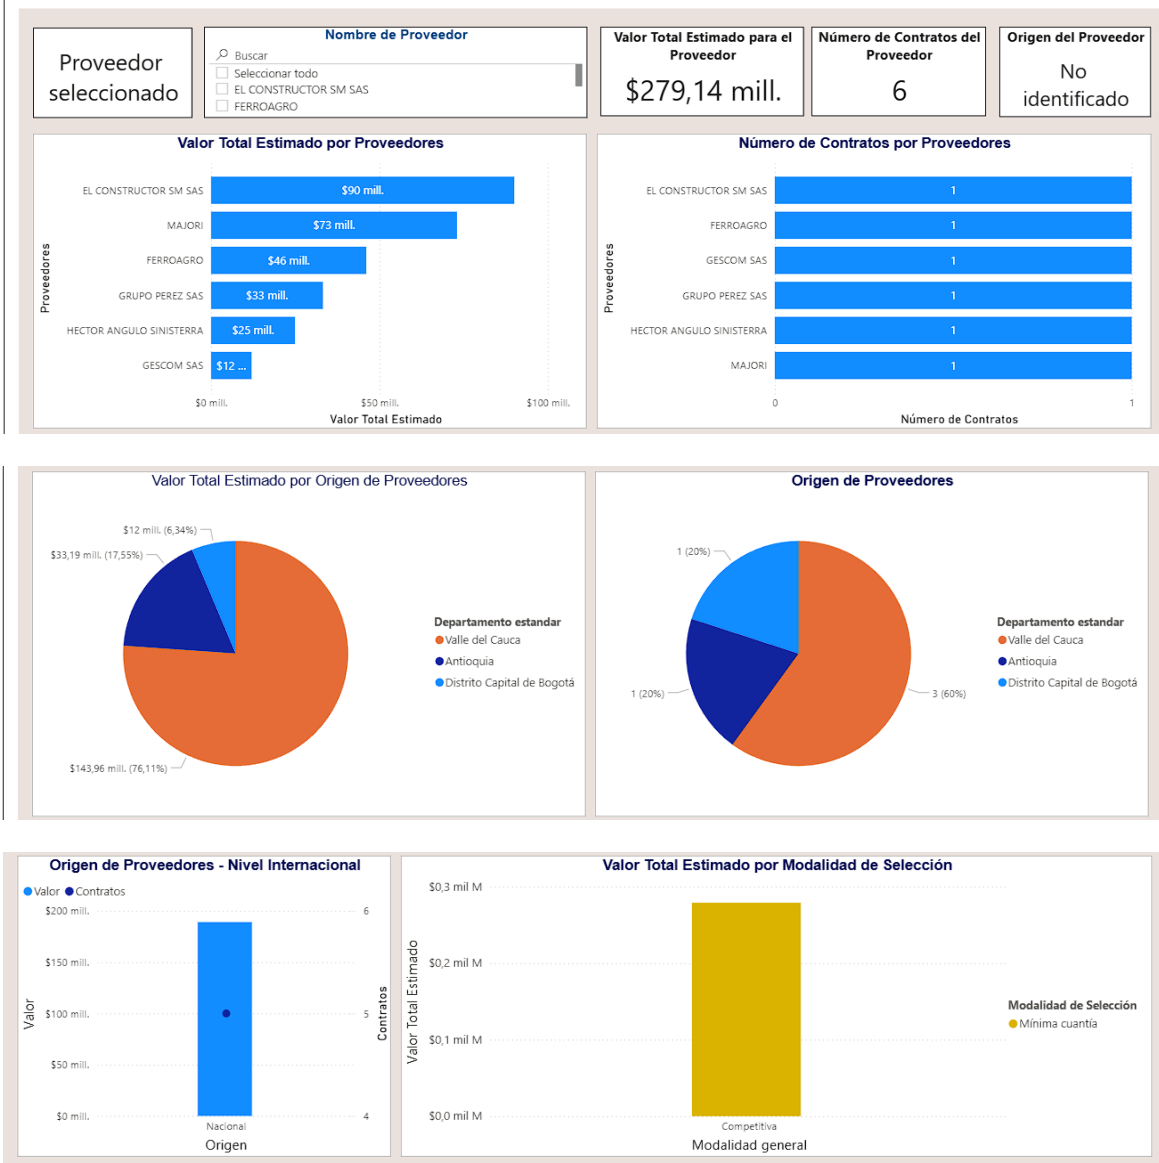 Proveedor
seleccionado
Nombre de Proveedor
Buscar
Seleccionar todo
EL CONSTRUCTOR SM SAS
FERROAGRO
Valor Total Estimado para el
Proveedor
$279,14 mill.
Número de Contratos del
Proveedor
6
Origen del Proveedor
No
identificado
Valor Total Estimado por Proveedores
Proveedores
EL CONSTRUCTOR SM SAS
$90 mill.
MAJORI
$73 mill.
FERROAGRO
$46 mill.
GRUPO PEREZ SAS
$33 mill.
HECTOR ANGULO SINISTERRA
$25 mill.
GESCOM SAS
$12 ...
$0 mill.
$50 mill.
$100 mill.
Valor Total Estimado
Número de Contratos por Proveedores
Proveedores
EL CONSTRUCTOR SM SAS
1
FERROAGRO
1
GESCOM SAS
1
GRUPO PEREZ SAS
1
HECTOR ANGULO SINISTERRA
1
MAJORI
1
0
1
Número de Contratos
Valor Total Estimado por Origen de Proveedores
$12 mill. (6,34%)
$33,19 mill. (17,55%)
$143,96 mill. (76,11%)
Departamento estandar
Valle del Cauca
Antioquia
Distrito Capital de Bogotá
Origen de Proveedores
1 (20%)
1 (20%)
3 (60%)
Departamento estandar
Valle del Cauca
Antioquia
Distrito Capital de Bogotá
Origen de Proveedores - Nivel Internacional
Valor
Contratos
$200 mill.
$150 mill.
$100 mill.
$50 mill.
$0 mill.
Valor
6
5
4
Contratos
Nacional
Origen
Valor Total Estimado por Modalidad de Selección
$0,3 mil M
$0,2 mil M
$0,1 mil M
$0,0 mil M
Valor Total Estimado
Competitiva
Modalidad general
Modalidad de Selección
Mínima cuantía